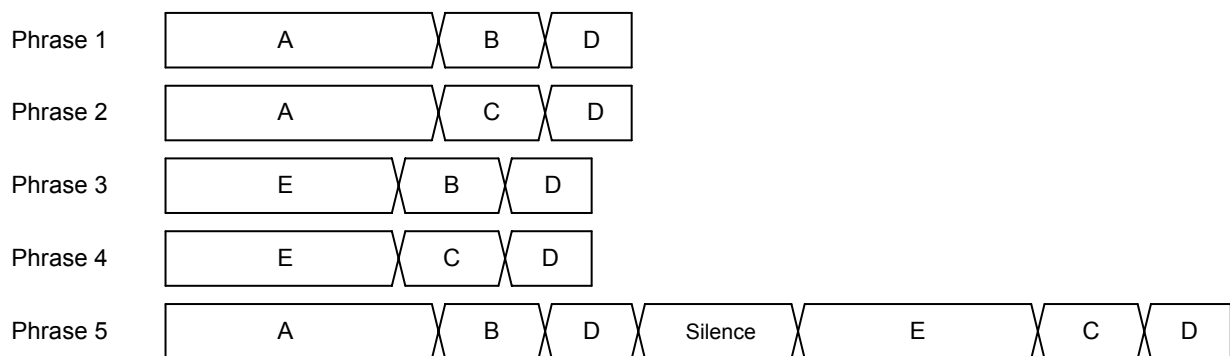 Phrase 1 A B D
Phrase 2 A C D
Phrase 3 E B D
Phrase 4 E C D
Phrase 5 A B D Silence E C D